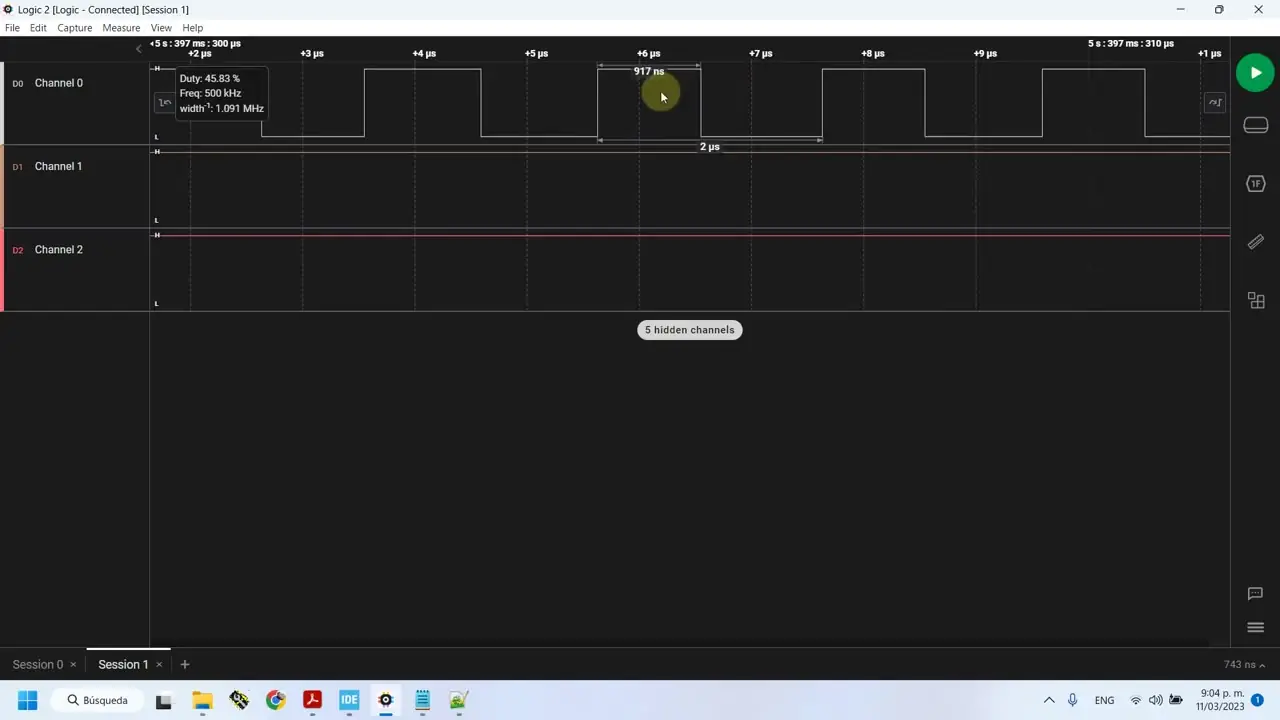 Logic 2 [Logic - Connected] [Session 1]
File Edit Capture Measure View Help
+5 s : 397 ms : 300 µs 5 s : 397 ms : 310 µs
+2 µs +3 µs +4 µs +5 µs +6 µs +7 µs +8 µs +9 µs +1 µs
D0 Channel 0
H
L
Duty: 45.83 %
Freq: 500 kHz
width-1: 1.091 MHz
917 ns
2 µs
D1 Channel 1
H
L
D2 Channel 2
H
L
1F
5 hidden channels
Session 0 × Session 1 × +
743 ns
Búsqueda
IDE
ENG
9:04 p. m.
11/03/2023
1